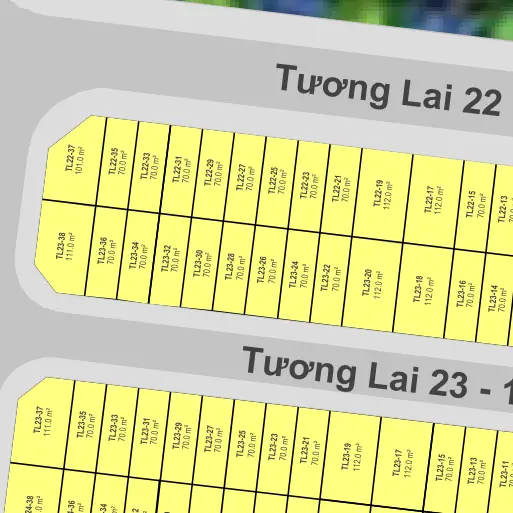 Tương Lai 22
TL22-37
101.0 m²
TL22-35
70.0 m²
TL22-33
70.0 m²
TL22-31
70.0 m²
TL22-29
70.0 m²
TL22-27
70.0 m²
TL22-25
70.0 m²
TL22-23
70.0 m²
TL22-21
70.0 m²
TL22-19
112.0 m²
TL22-17
112.0 m²
TL22-15
70.0 m²
TL22-13
TL23-38
111.0 m²
TL23-36
70.0 m²
TL23-34
70.0 m²
TL23-32
70.0 m²
TL23-30
70.0 m²
TL23-28
70.0 m²
TL23-26
70.0 m²
TL23-24
70.0 m²
TL23-22
70.0 m²
TL23-20
112.0 m²
TL23-18
112.0 m²
TL23-16
70.0 m²
TL23-14
70.0 m²
Tương Lai 23 - 1
TL23-37
111.0 m²
TL23-35
70.0 m²
TL23-33
70.0 m²
TL23-31
70.0 m²
TL23-29
70.0 m²
TL23-27
70.0 m²
TL23-25
70.0 m²
TL23-23
70.0 m²
TL23-21
70.0 m²
TL23-19
112.0 m²
TL23-17
112.0 m²
TL23-15
70.0 m²
TL23-13
70.0 m²
TL23-11